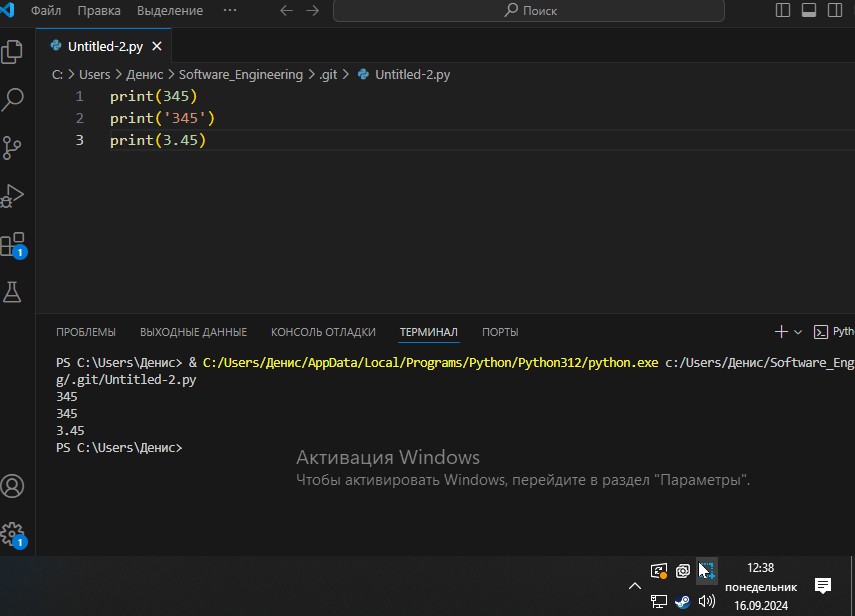 Файл Правка Выделение ··· Поиск
Untitled-2.py
C: > Users > Денис > Software_Engineering > .git > Untitled-2.py
1 print(345)
2 print('345')
3 print(3.45)
1
ПРОБЛЕМЫ ВЫХОДНЫЕ ДАННЫЕ КОНСОЛЬ ОТЛАДКИ ТЕРМИНАЛ ПОРТЫ Pyth
PS C:\Users\Денис> & C:/Users/Денис/AppData/Local/Programs/Python/Python312/python.exe c:/Users/Денис/Software_Eng
g/.git/Untitled-2.py
345
345
3.45
PS C:\Users\Денис>
Активация Windows
Чтобы активировать Windows, перейдите в раздел "Параметры".
1
12:38
понедельник
16.09.2024